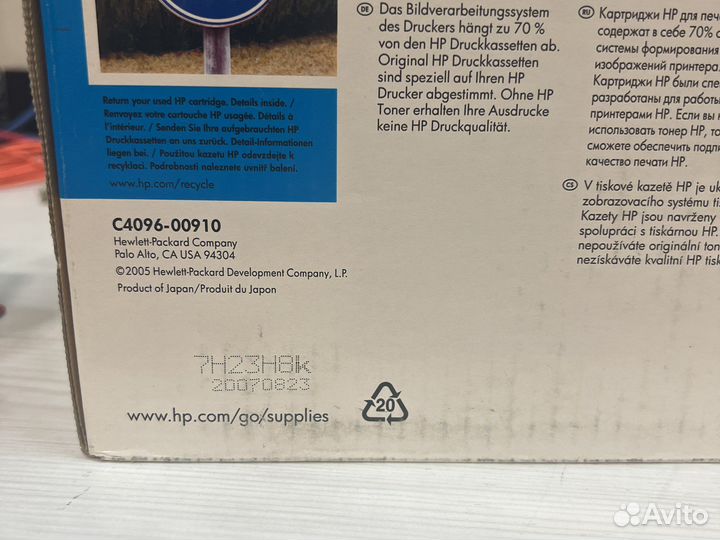 Return your used HP cartridge. Details inside. /
Renvoyez votre cartouche HP usagée. Détails à
l'intérieur. / Senden Sie Ihre aufgebrauchten HP
Druckkassetten an uns zurück. Detail-Informationen
liegen bei. / Použitou kazetu HP odevzdejte k
recyklaci. Podrobnosti naleznete uvnitř balení.
www.hp.com/recycle
C4096-00910
Hewlett-Packard Company
Palo Alto, CA USA 94304
©2005 Hewlett-Packard Development Company, L.P.
Product of Japan/Produit du Japon
7H23H8k
20070823
www.hp.com/go/supplies
DE Das Bildverarbeitungssystem
des Druckers hängt zu 70 %
von den HP Druckkassetten ab.
Original HP Druckkassetten
sind speziell auf Ihren HP
Drucker abgestimmt. Ohne HP
Toner erhalten Ihre Ausdrucke
keine HP Druckqualität.
20
RU Картриджи HP для печ
содержат в себе 70%
системы формирования
изображений принтера.
Картриджи HP были спе
разработаны для работы
принтерами HP. Если вы
использовать тонер HP, то
сможете обеспечить подл
качество печати HP.
CS V tiskové kazetě HP je uk
zobrazovacího systému ti
Kazety HP jsou navrženy
spolupráci s tiskárnou HP.
nepoužíváte originální ton
nezískáváte kvalitní HP tisk
Avito